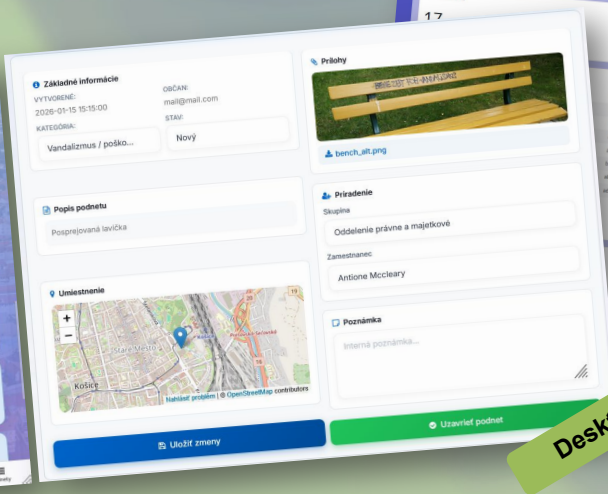 17
Základné informácie
VYTVORENÉ:
2026-01-15 15:15:00
OBČAN:
mail@mail.com
KATEGÓRIA:
Vandalizmus / poško...
STAV:
Nový
Popis podnetu
Posprejovaná lavička
Umiestnenie
+
−
Staré Mesto
Košice
Nahlásiť problém | © OpenStreetMap contributors
Prílohy
bench_alt.png
Priradenie
Skupina
Oddelenie právne a majetkové
Zamestnanec
Antione Mccleary
Poznámka
Interná poznámka...
Uložiť zmeny
Uzavrieť podnet